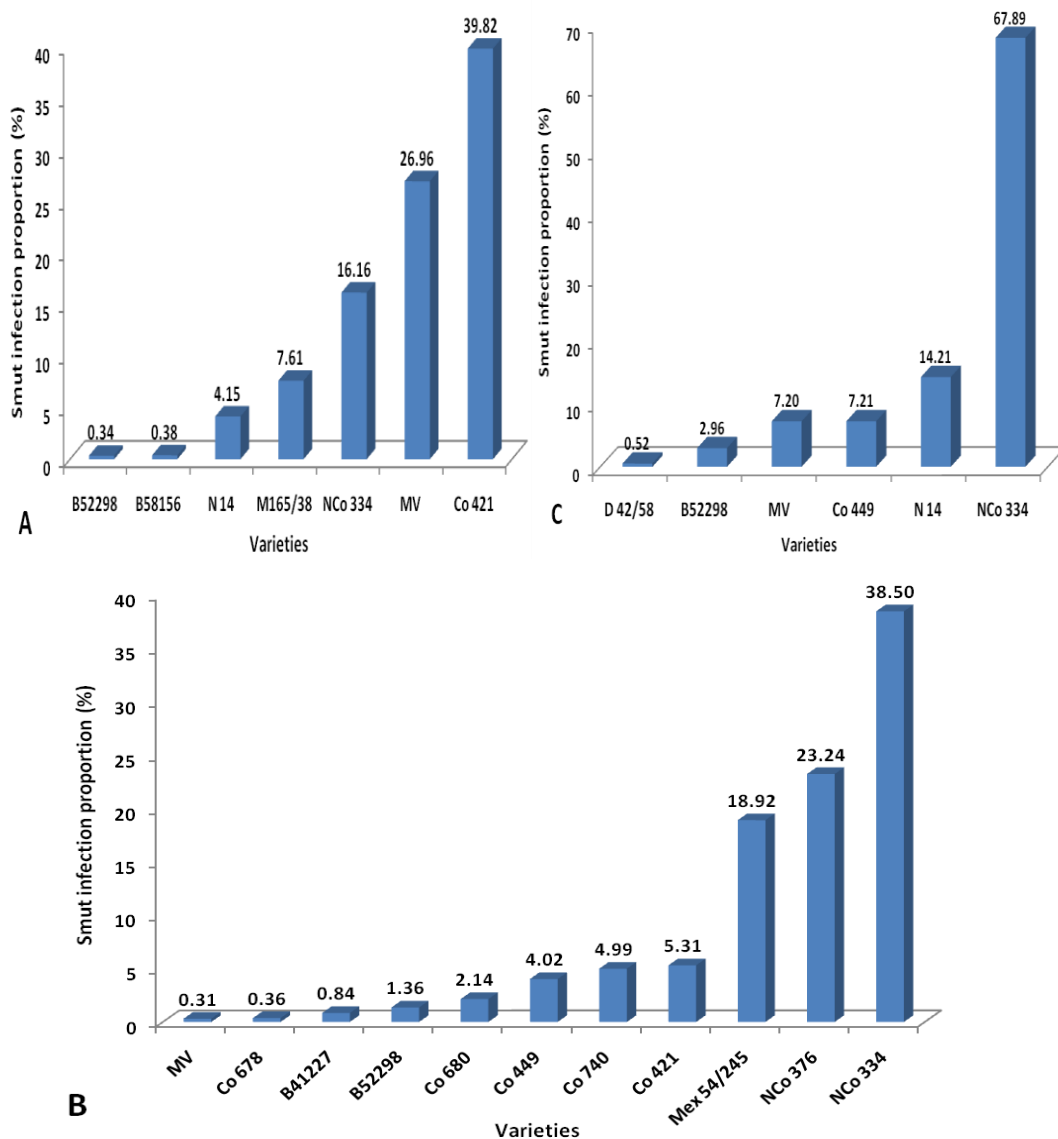 39.82
40
35
30
25
20
15
10
5
0
Smut infection proportion (%)
0.34
0.38
4.15
7.61
16.16
26.96
B52298 B58156 N 14 M165/38 NCo 334 MV Co 421
Varieties
A
67.89
70
60
50
40
30
20
10
0
Smut infection proportion (%)
0.52
2.96
7.20
7.21
14.21
D 42/58 B52298 MV Co 449 N 14 NCo 334
Varieties
C
40
35
30
25
20
15
10
5
0
Smut infection proportion (%)
0.31
0.36
0.84
1.36
2.14
4.02
4.99
5.31
18.92
23.24
38.50
MV
Co 678
B41227
B52298
Co 680
Co 449
Co 740
Co 421
Mex 54/245
NCo 376
NCo 334
B
Varieties